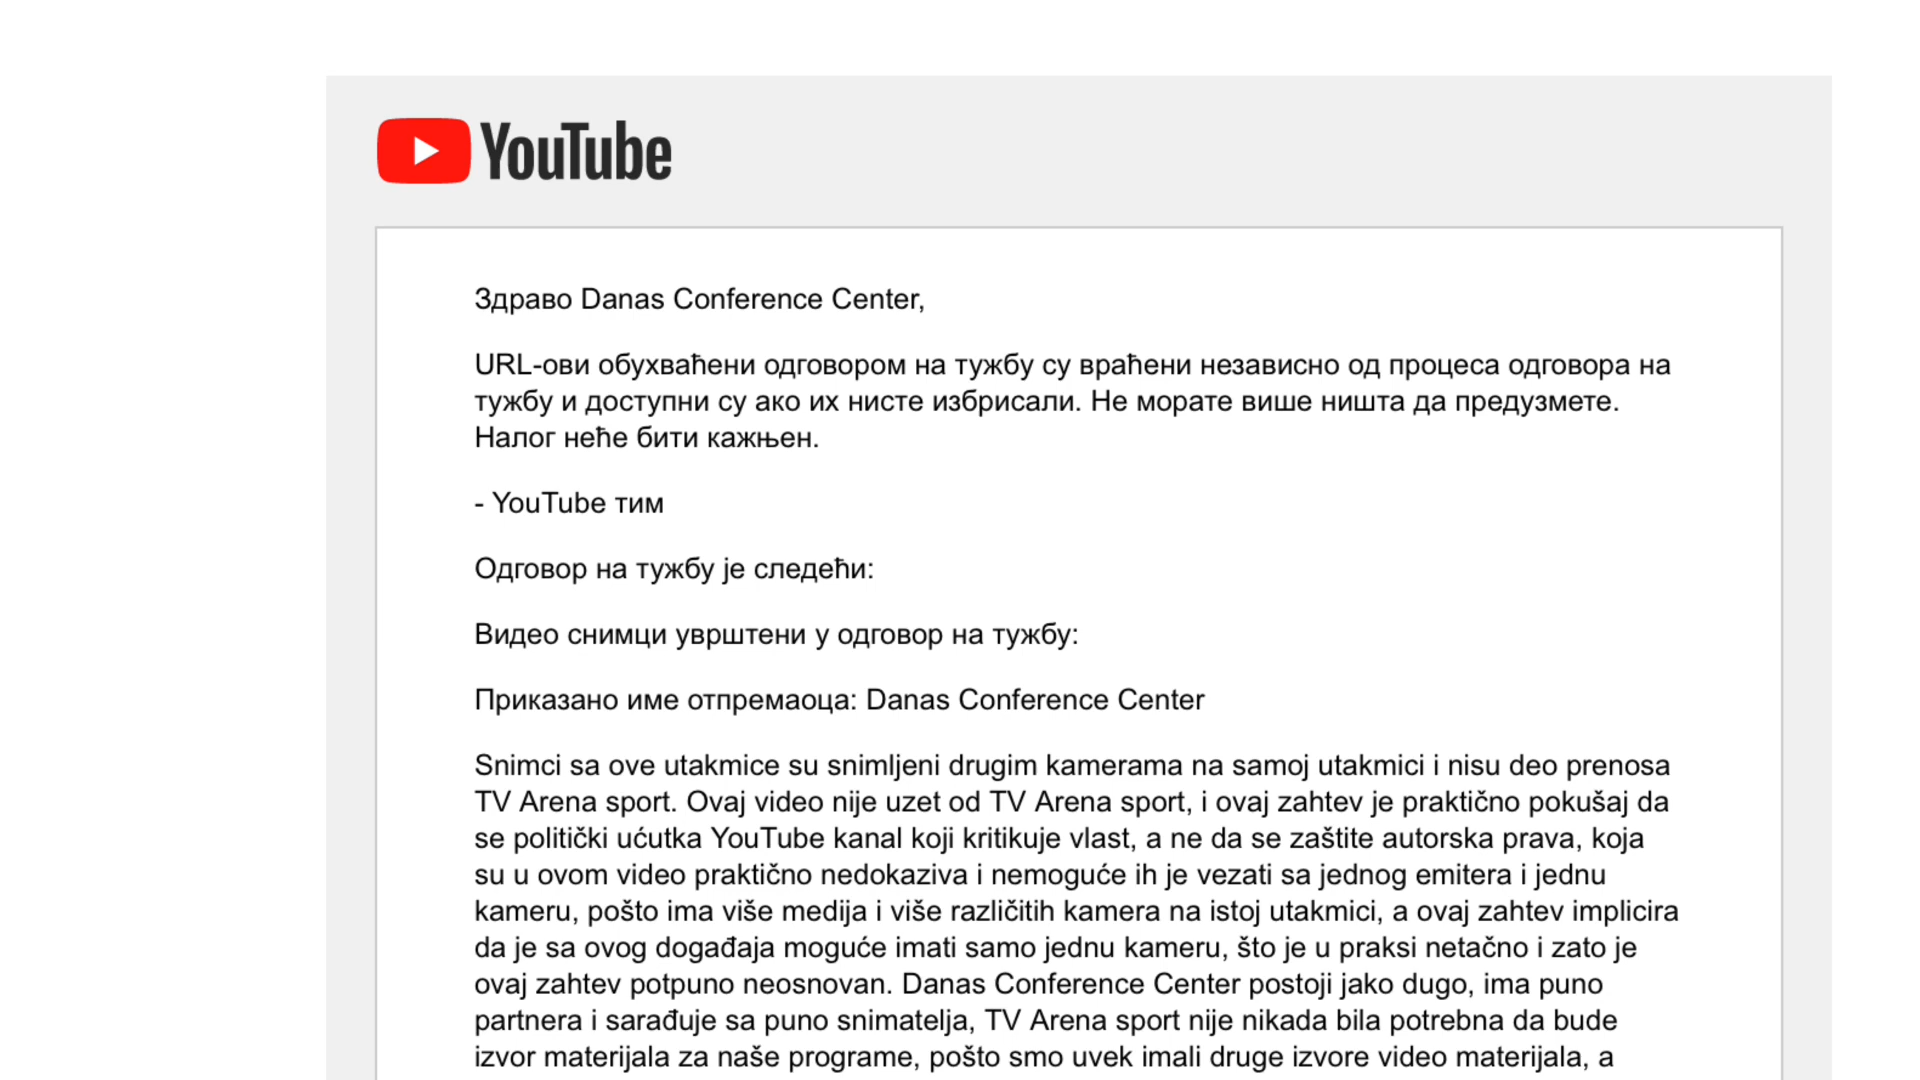 YouTube
Здраво Danas Conference Center,
URL-ови обухваћени одговором на тужбу су враћени независно од процеса одговора на
тужбу и доступни су ако их нисте избрисали. Не морате више ништа да предузмете.
Налог неће бити кажњен.
- YouTube тим
Одговор на тужбу је следећи:
Видео снимци уврштени у одговор на тужбу:
Приказано име отпремаоца: Danas Conference Center
Snimci sa ove utakmice su snimljeni drugim kamerama na samoj utakmici i nisu deo prenosa
TV Arena sport. Ovaj video nije uzet od TV Arena sport, i ovaj zahtev je praktično pokušaj da
se politički ućutka YouTube kanal koji kritikuje vlast, a ne da se zaštite autorska prava, koja
su u ovom video praktično nedokaziva i nemoguće ih je vezati sa jednog emitera i jednu
kameru, pošto ima više medija i više različitih kamera na istoj utakmici, a ovaj zahtev implicira
da je sa ovog događaja moguće imati samo jednu kameru, što je u praksi netačno i zato je
ovaj zahtev potpuno neosnovan. Danas Conference Center postoji jako dugo, ima puno
partnera i sarađuje sa puno snimatelja, TV Arena sport nije nikada bila potrebna da bude
izvor materijala za naše programe, pošto smo uvek imali druge izvore video materijala, a